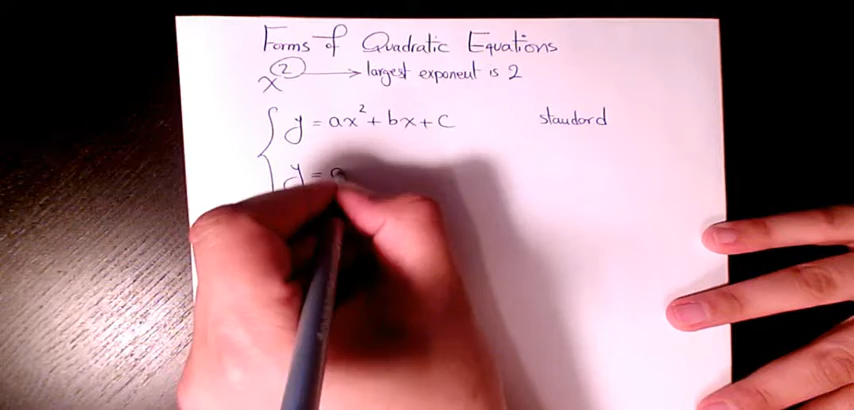 Forms of Quadratic Equations
x² → largest exponent is 2
y = ax² + bx + c standard
y = a